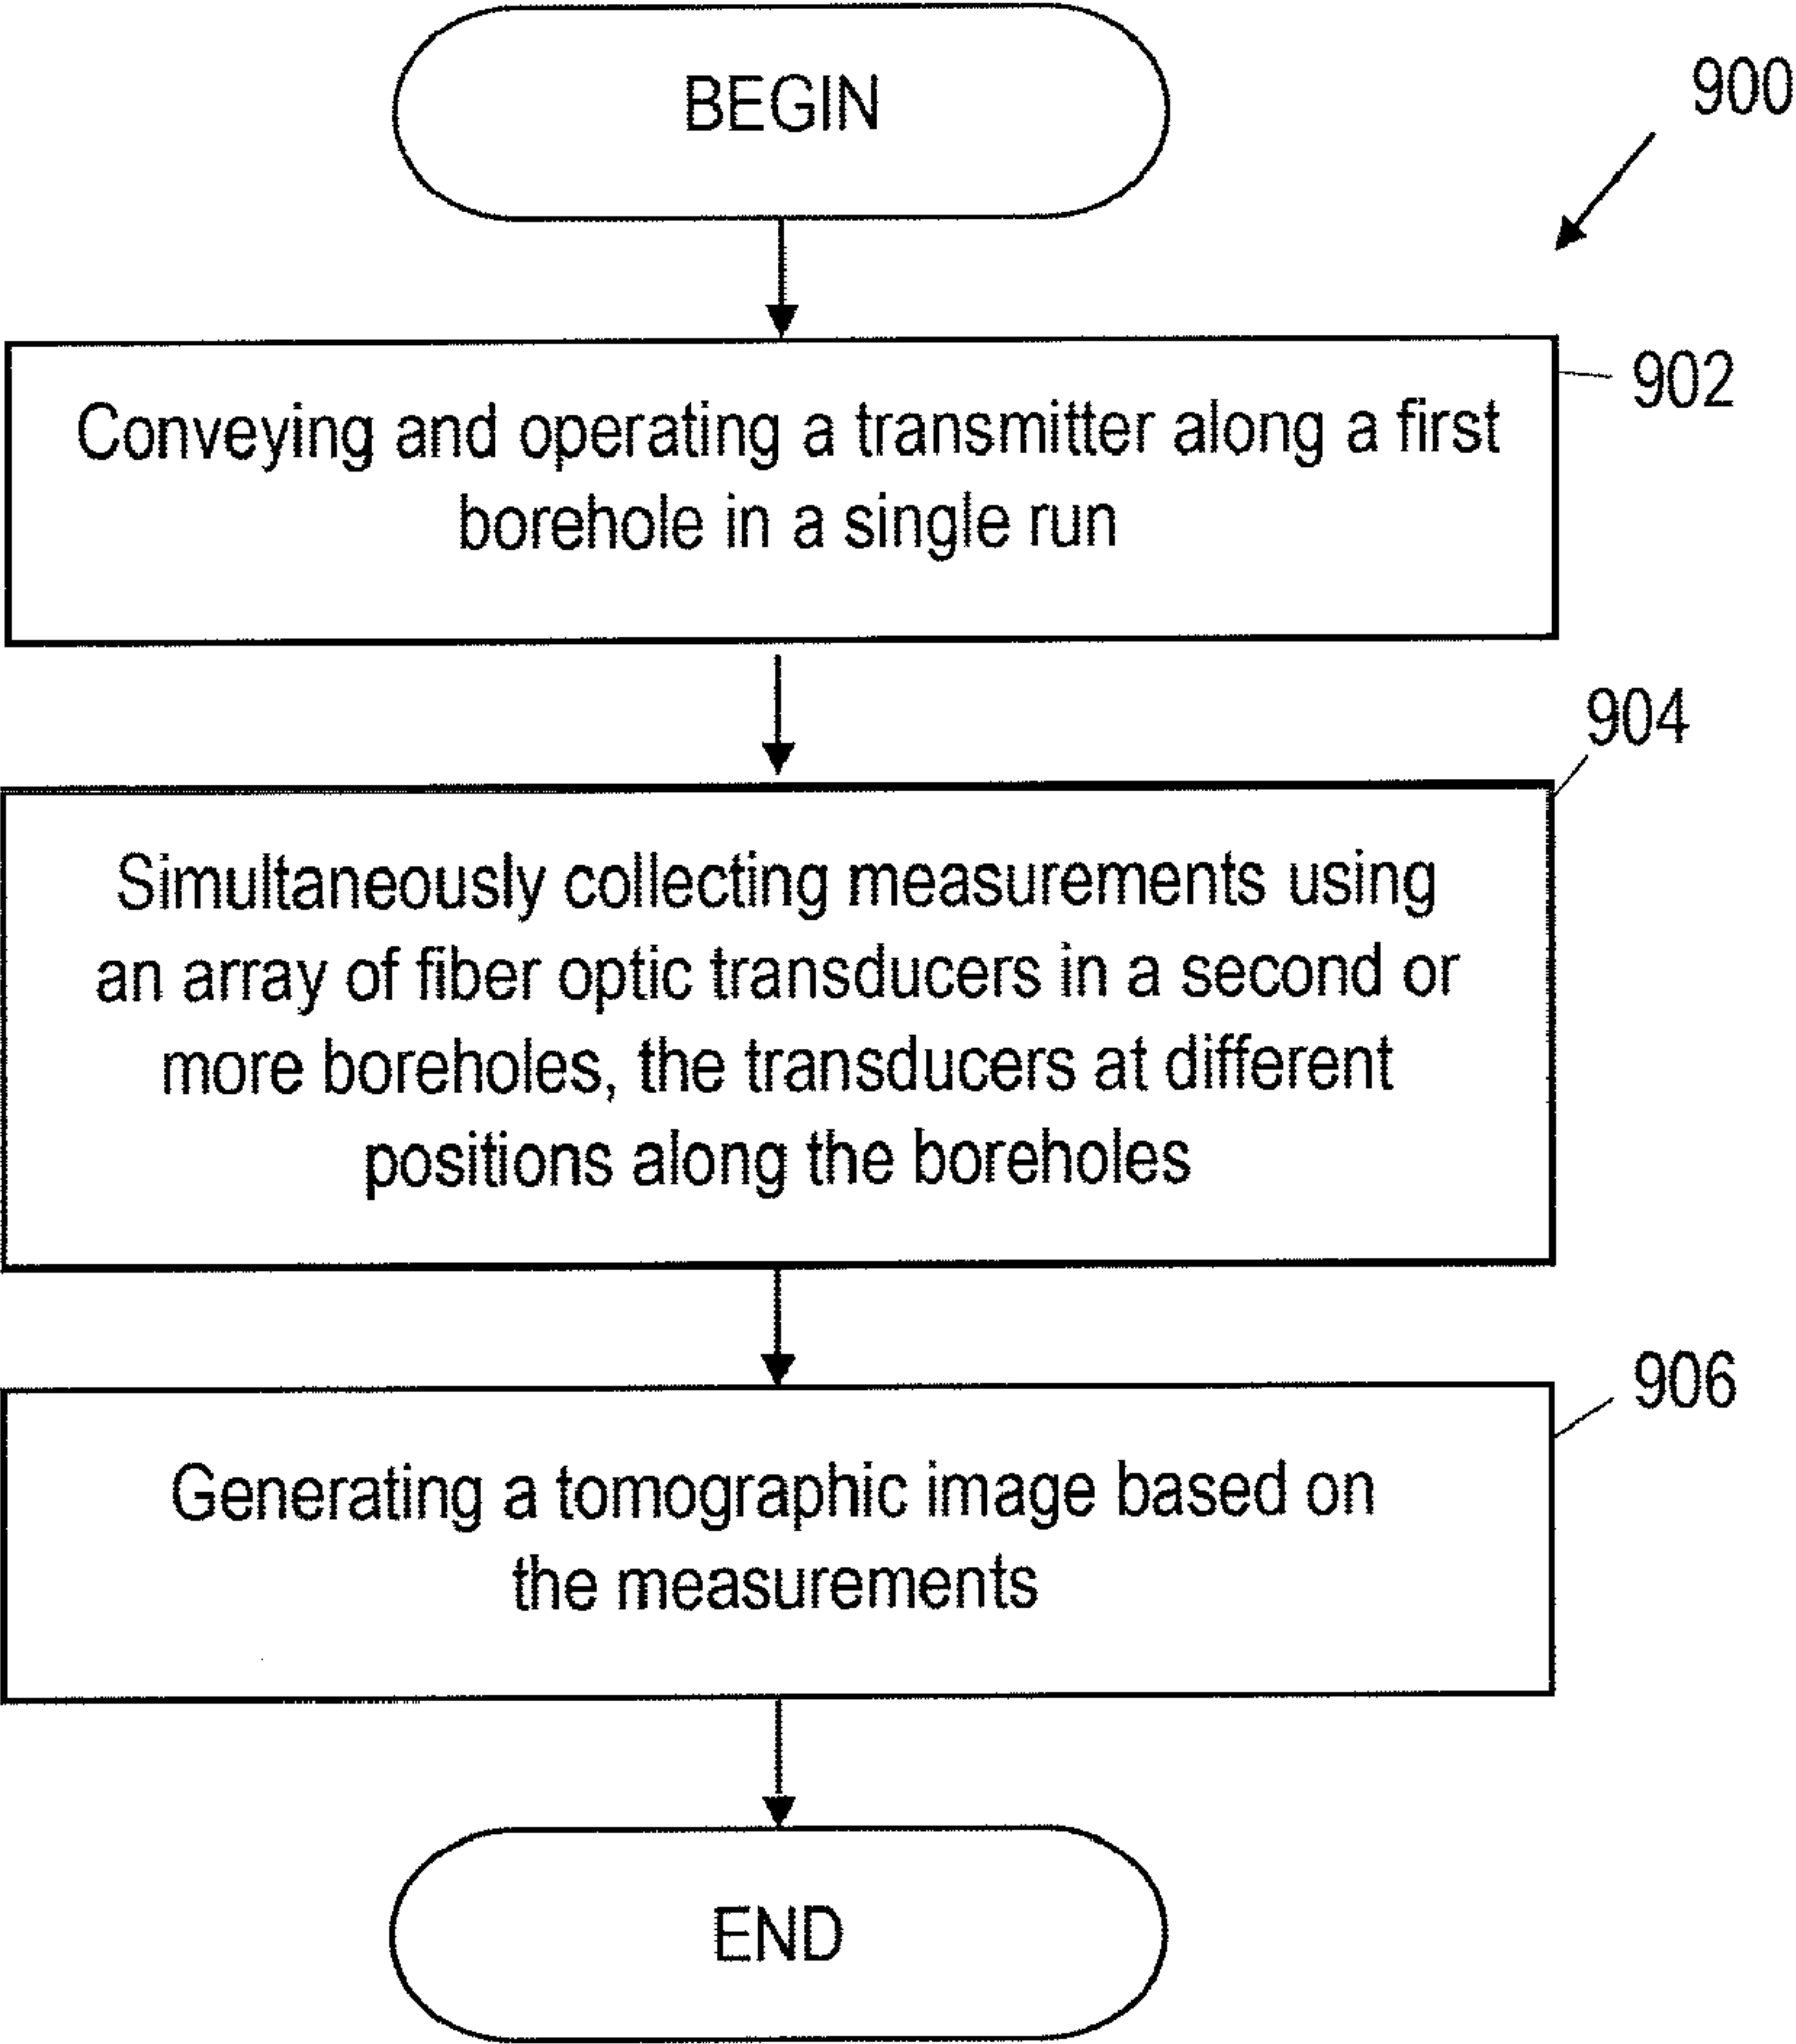 BEGIN
900
902
Conveying and operating a transmitter along a first
borehole in a single run
904
Simultaneously collecting measurements using
an array of fiber optic transducers in a second or
more boreholes, the transducers at different
positions along the boreholes
906
Generating a tomographic image based on
the measurements
END